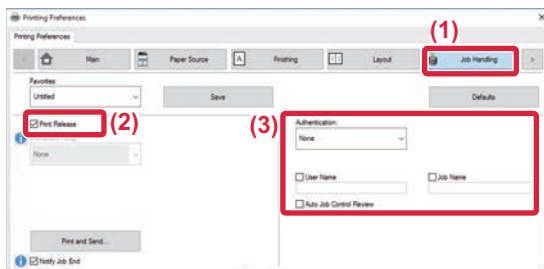 Printing Preferences
Printing Preferences
(1)
Main
Paper Source
Finishing
Layout
Job Handling
Favorites:
Untitled
Save
Defaults
Print Release
(2)
(3)
Authentication:
None
None
User Name
Job Name
Auto Job Control Review
Print and Send...
Notify Job End